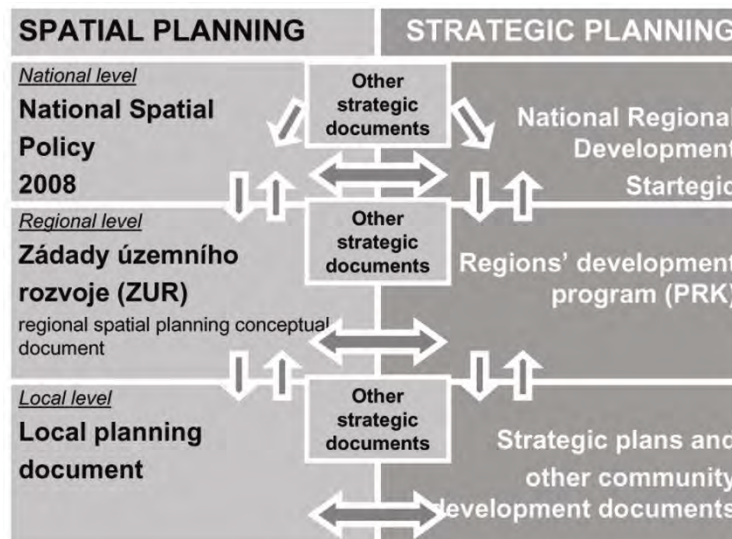 SPATIAL PLANNING
STRATEGIC PLANNING
National level
National Spatial
Policy
2008
Other
strategic
documents
National Regional
Development
Startegic
Regional level
Zádady územního
rozvoje (ZUR)
regional spatial planning conceptual
document
Other
strategic
documents
Regions' development
program (PRK)
Local level
Local planning
document
Other
strategic
documents
Strategic plans and
other community
development documents